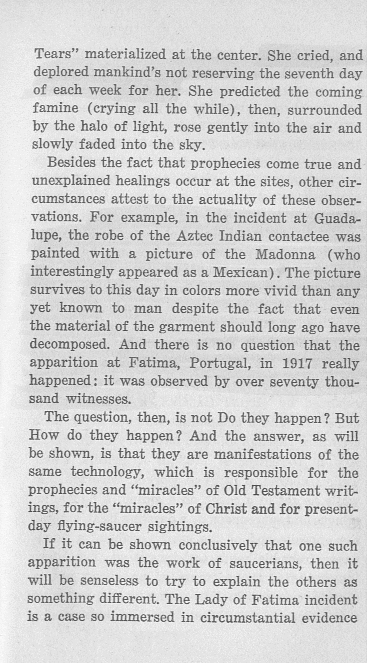 Tears” materialized at the center. She cried, and
deplored mankind’s not reserving the seventh day
of each week for her. She predicted the coming
famine (crying all the while), then, surrounded
by the halo of light, rose gently into the air and
slowly faded into the sky.
Besides the fact that prophecies come true and
unexplained healings occur at the sites, other cir-
cumstances attest to the actuality of these obser-
vations. For example, in the incident at Guada-
lupe, the robe of the Aztec Indian contactee was
painted with a picture of the Madonna (who
interestingly appeared as a Mexican). The picture
survives to this day in colors more vivid than any
yet known to man despite the fact that even
the material of the garment should long ago have
decomposed. And there is no question that the
apparition at Fatima, Portugal, in 1917 really
happened: it was observed by over seventy thou-
sand witnesses.
The question, then, is not Do they happen? But
How do they happen? And the answer, as will
be shown, is that they are manifestations of the
same technology, which is responsible for the
prophecies and “miracles” of Old Testament writ-
ings, for the “miracles” of Christ and for present-
day flying-saucer sightings.
If it can be shown conclusively that one such
apparition was the work of saucerians, then it
will be senseless to try to explain the others as
something different. The Lady of Fatima incident
is a case so immersed in circumstantial evidence